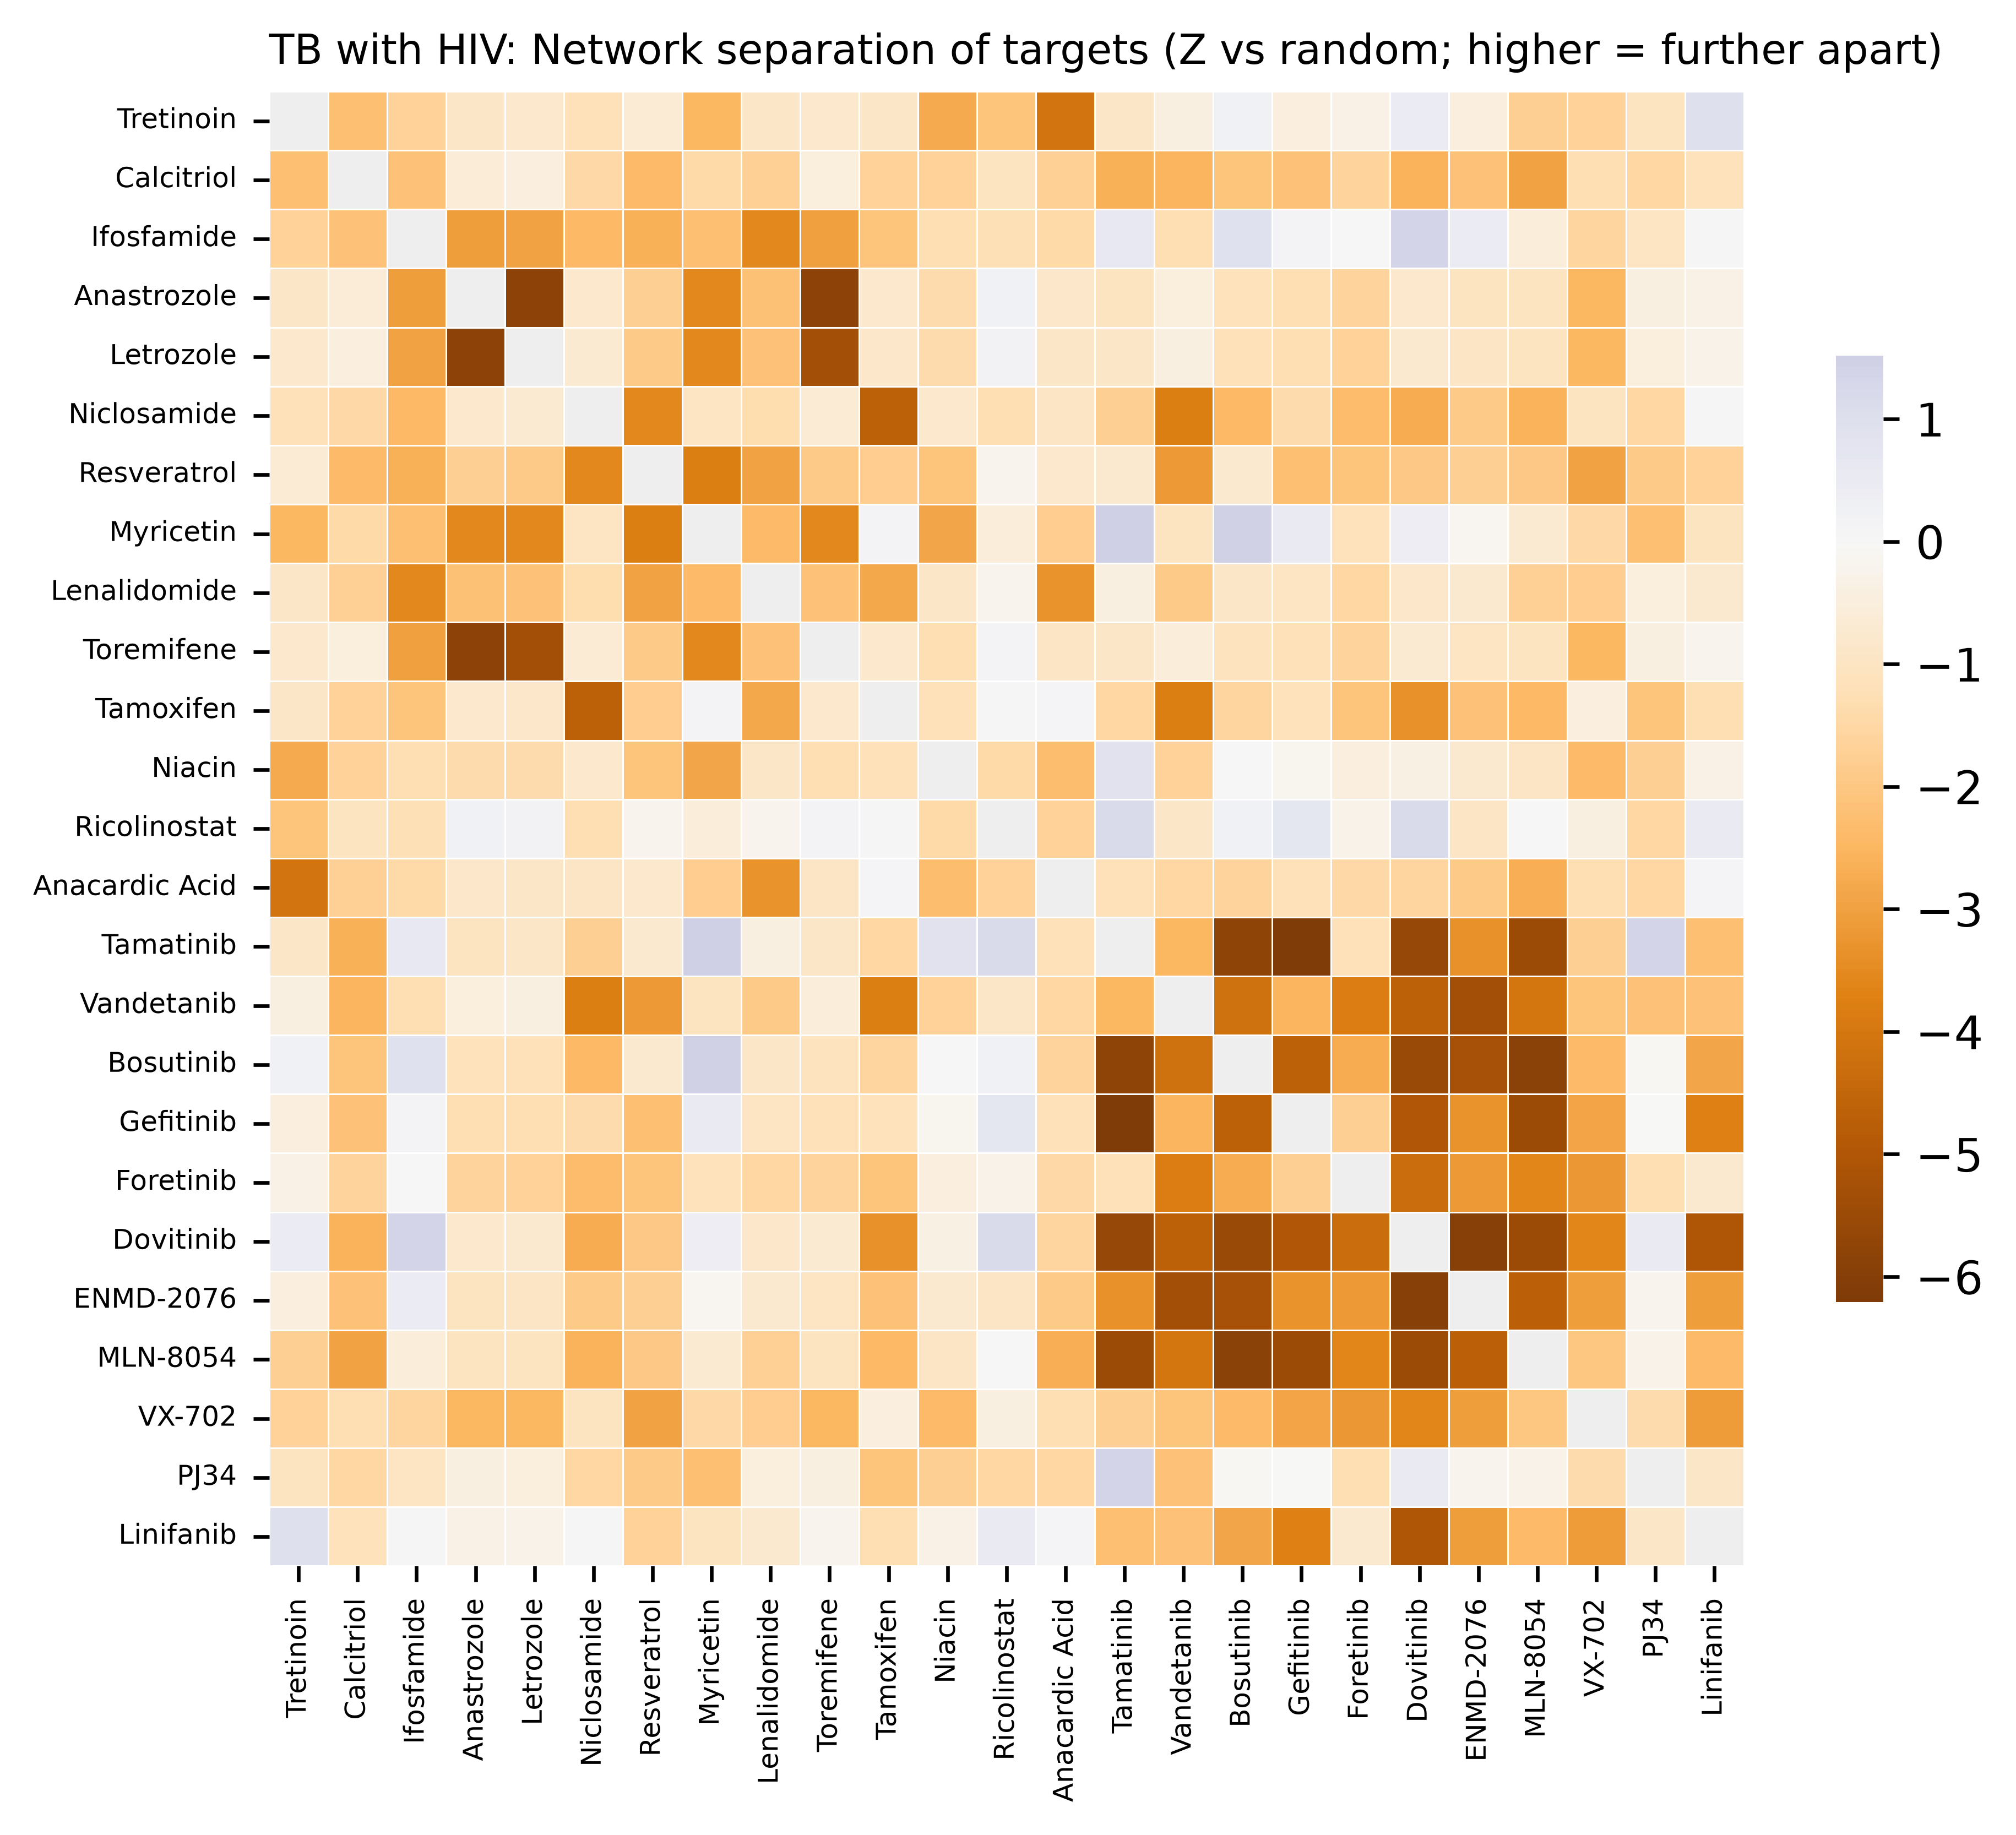 TB with HIV: Network separation of targets (Z vs random; higher = further apart)
Tretinoin
Calcitriol
Ifosfamide
Anastrozole
Letrozole
Niclosamide
Resveratrol
Myricetin
Lenalidomide
Toremifene
Tamoxifen
Niacin
Ricolinostat
Anacardic Acid
Tamatinib
Vandetanib
Bosutinib
Gefitinib
Foretinib
Dovitinib
ENMD-2076
MLN-8054
VX-702
PJ34
Linifanib
Tretinoin
Calcitriol
Ifosfamide
Anastrozole
Letrozole
Niclosamide
Resveratrol
Myricetin
Lenalidomide
Toremifene
Tamoxifen
Niacin
Ricolinostat
Anacardic Acid
Tamatinib
Vandetanib
Bosutinib
Gefitinib
Foretinib
Dovitinib
ENMD-2076
MLN-8054
VX-702
PJ34
Linifanib
1
0
−1
−2
−3
−4
−5
−6